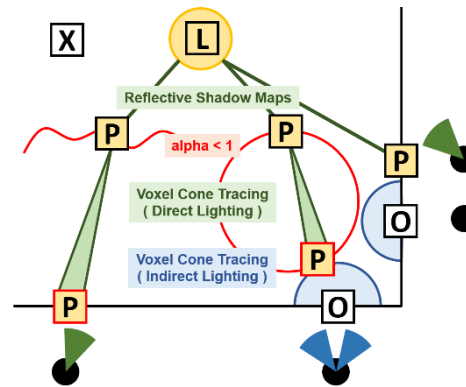 X
L
Reflective Shadow Maps
P
P
alpha < 1
P
Voxel Cone Tracing
( Direct Lighting )
O
Voxel Cone Tracing
( Indirect Lighting )
P
P
O